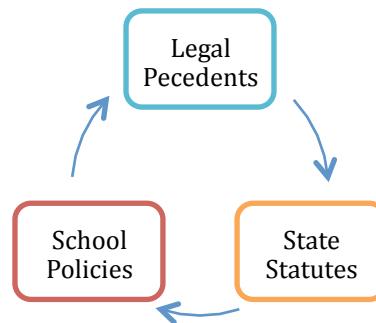 Legal
Pecedents
State
Statutes
School
Policies